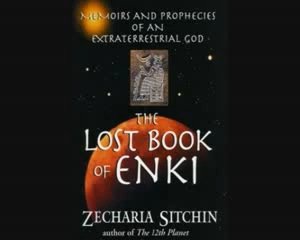 MEMOIRS AND PROPHECIES
OF AN
EXTRATERRESTRIAL GOD
THE
LOST BOOK
OF ENKI
ZECHARIA SITCHIN
author of The 12th Planet